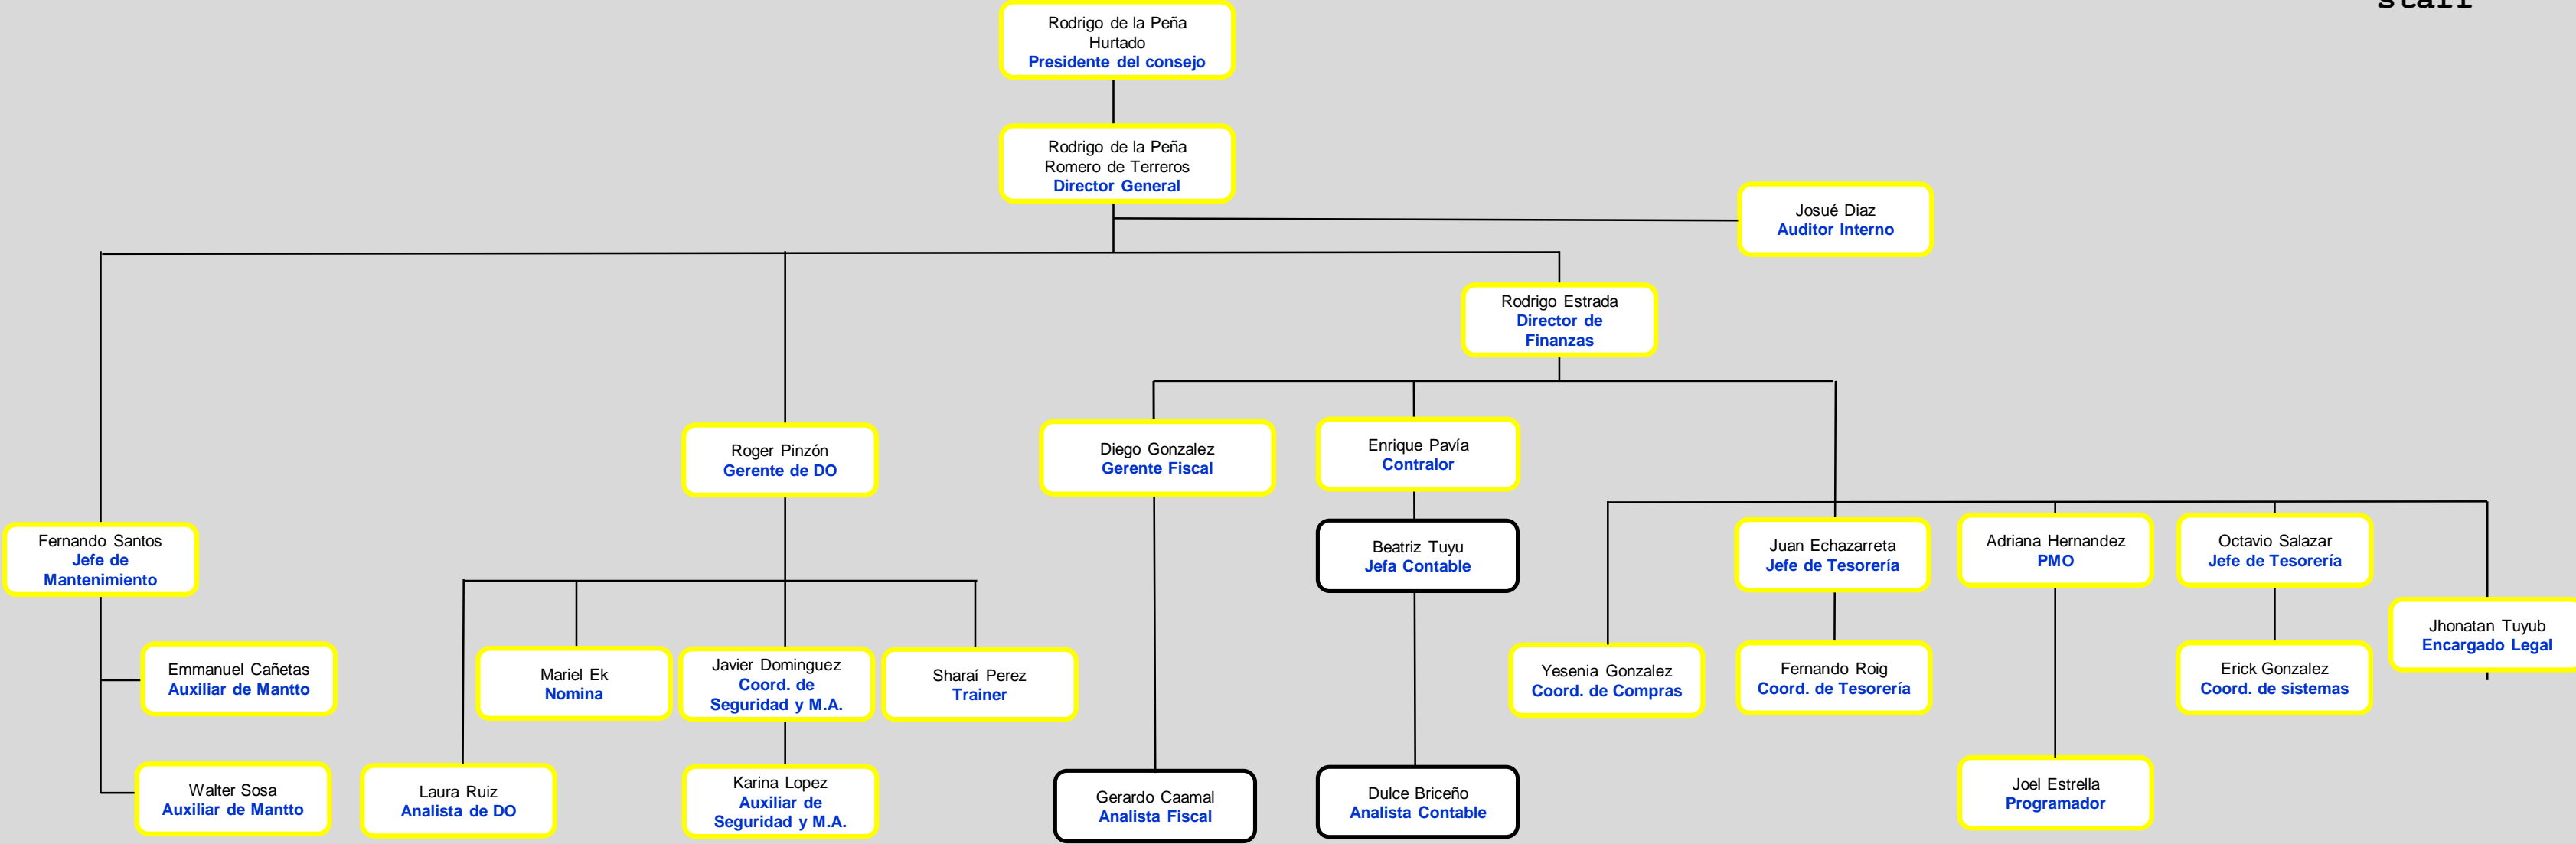 staff
Rodrigo de la Peña
Hurtado
Presidente del consejo
Rodrigo de la Peña
Romero de Terreros
Director General
Josué Diaz
Auditor Interno
Rodrigo Estrada
Director de
Finanzas
Roger Pinzón
Gerente de DO
Diego Gonzalez
Gerente Fiscal
Enrique Pavía
Contralor
Fernando Santos
Jefe de
Mantenimiento
Beatriz Tuyu
Jefa Contable
Juan Echazarreta
Jefe de Tesorería
Adriana Hernandez
PMO
Octavio Salazar
Jefe de Tesorería
Jhonatan Tuyub
Encargado Legal
Emmanuel Cañetas
Auxiliar de Mantto
Mariel Ek
Nomina
Javier Dominguez
Coord. de
Seguridad y M.A.
Sharaí Perez
Trainer
Yesenia Gonzalez
Coord. de Compras
Fernando Roig
Coord. de Tesorería
Erick Gonzalez
Coord. de sistemas
Walter Sosa
Auxiliar de Mantto
Laura Ruiz
Analista de DO
Karina Lopez
Auxiliar de
Seguridad y M.A.
Gerardo Caamal
Analista Fiscal
Dulce Briceño
Analista Contable
Joel Estrella
Programador